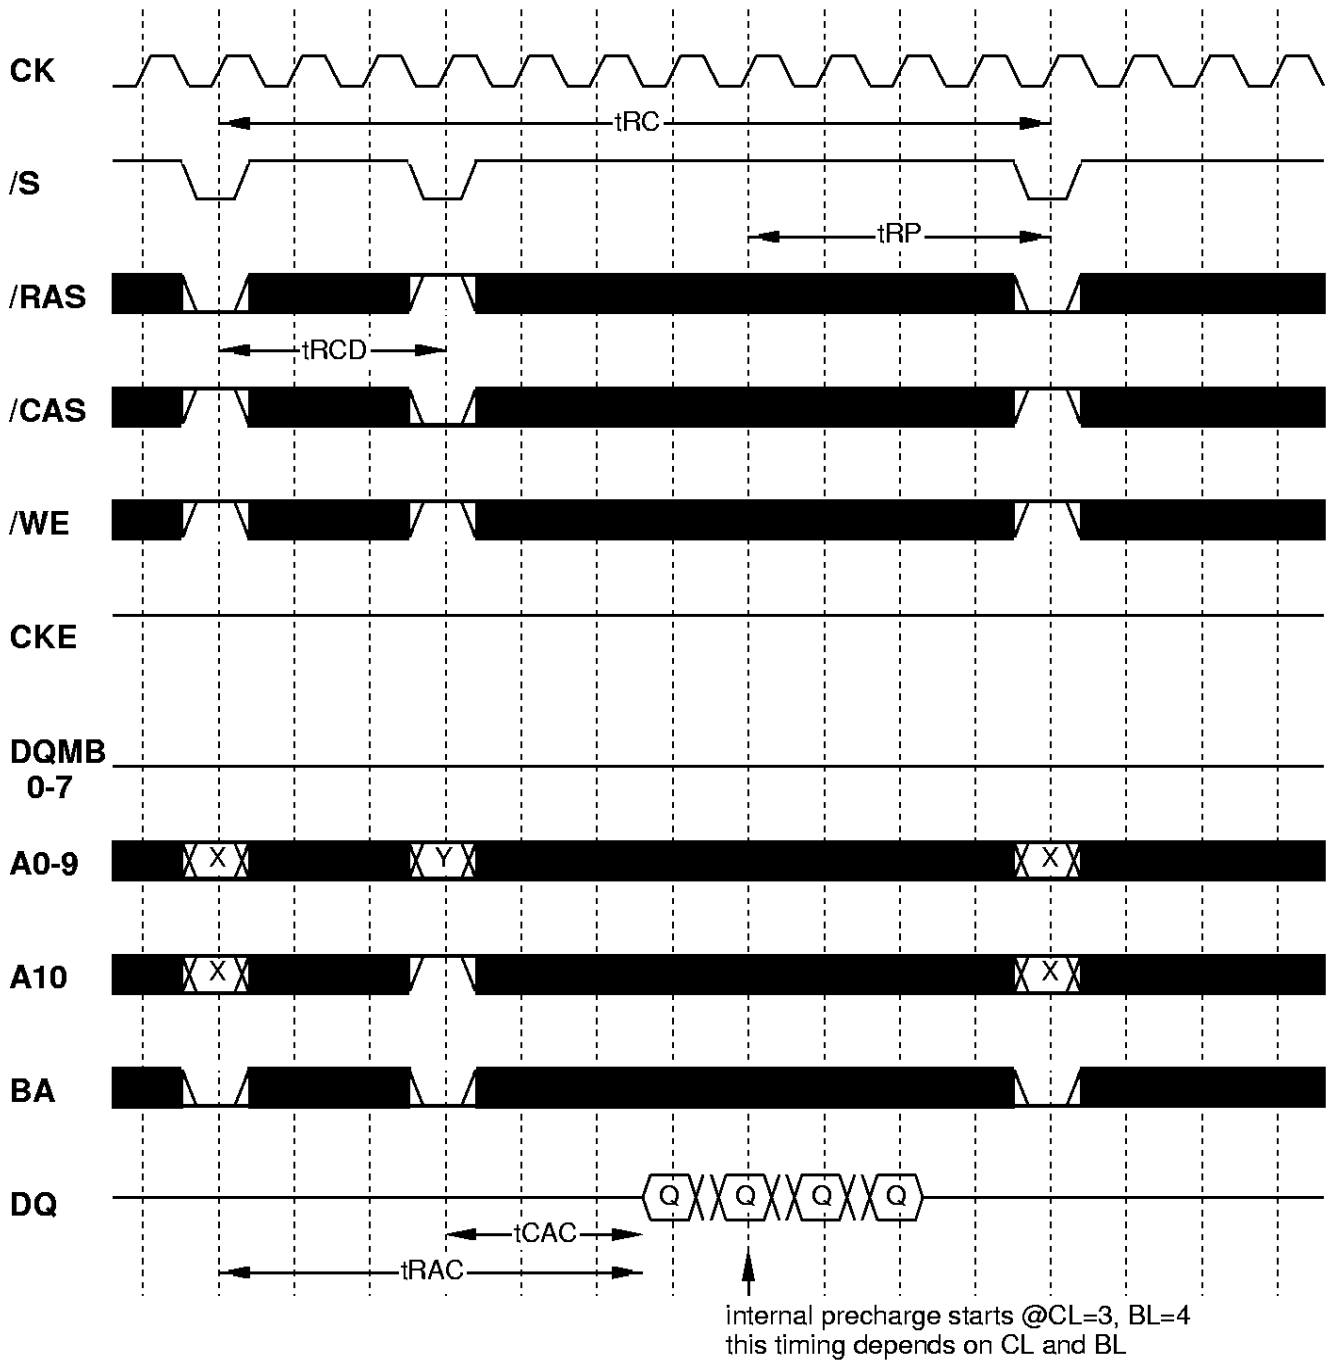 CK
tRC
/S
tRP
/RAS
tRCD
/CAS
/WE
CKE
DQMB
0-7
A0-9 X Y X
A10 X X
BA
DQ Q Q Q Q
tCAC
tRAC
internal precharge starts @CL=3, BL=4
this timing depends on CL and BL